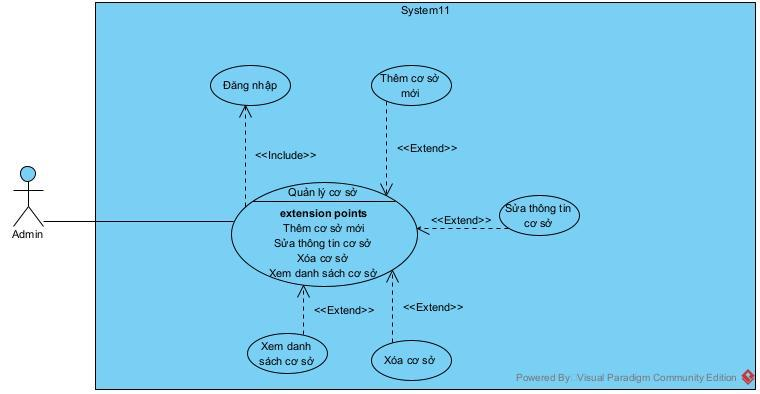 System11
Đăng nhập
Thêm cơ sở
mới
<<Include>>
<<Extend>>
Quản lý cơ sở
extension points
Thêm cơ sở mới
Sửa thông tin cơ sở
Xóa cơ sở
Xem danh sách cơ sở
<<Extend>>
Sửa thông tin
cơ sở
Admin
<<Extend>>
<<Extend>>
Xem danh
sách cơ sở
Xóa cơ sở
Powered By: Visual Paradigm Community Edition